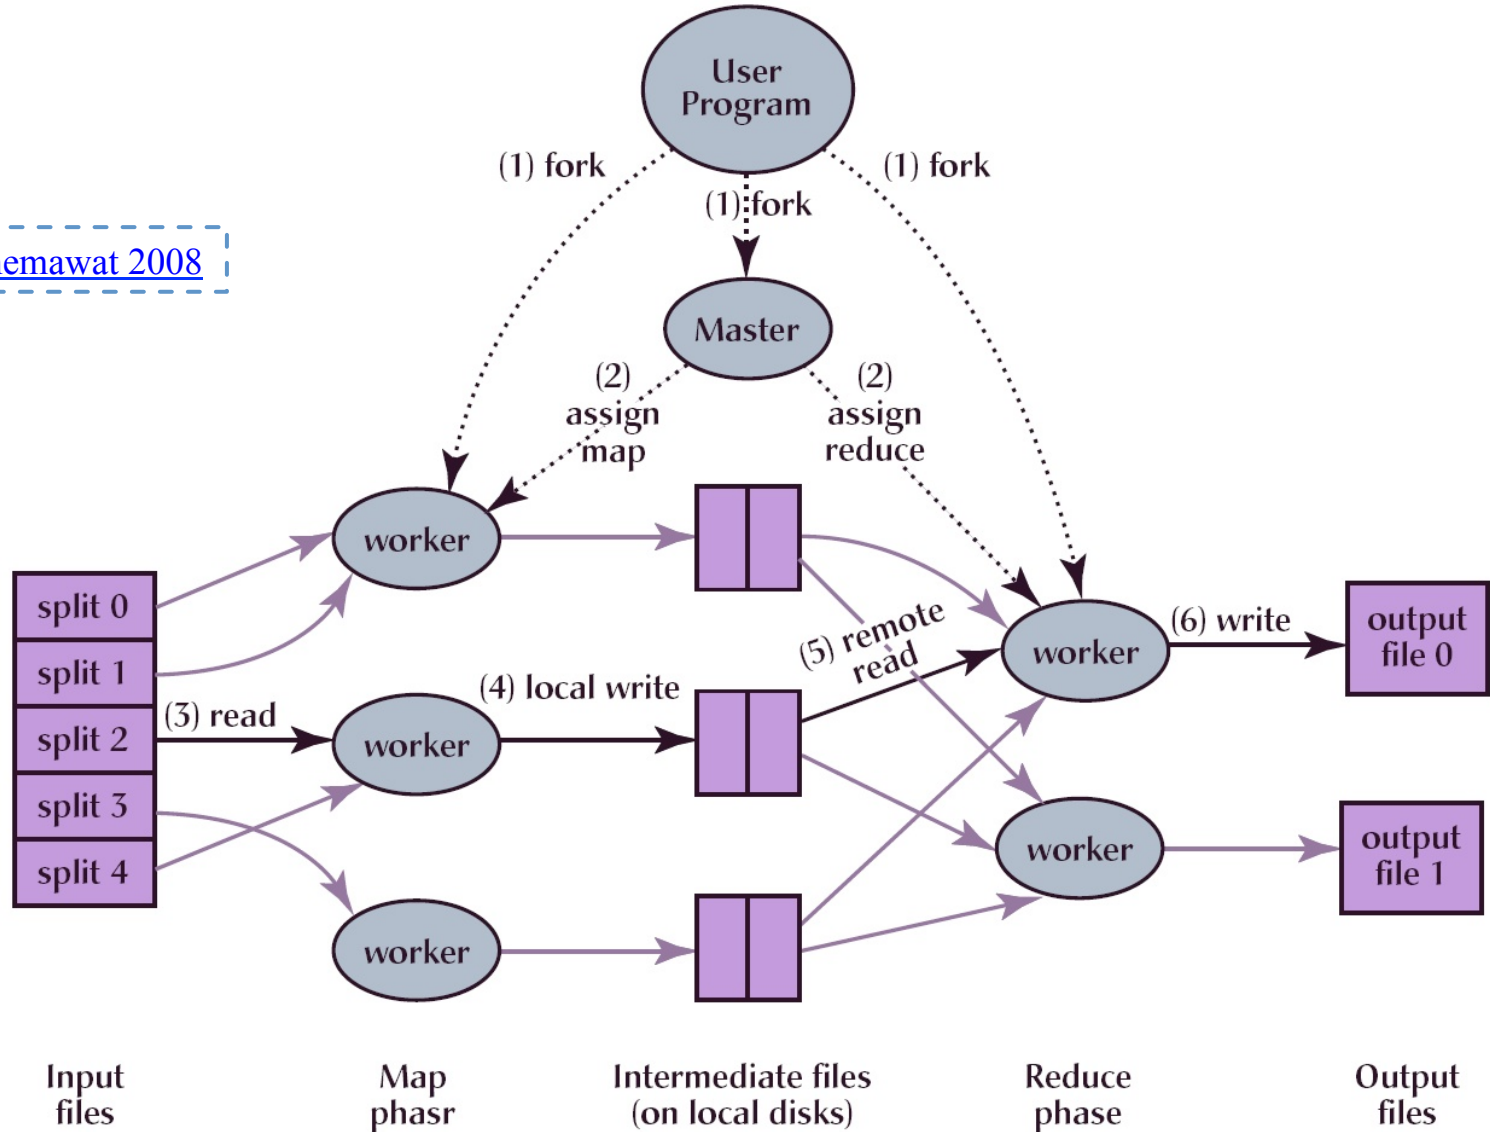 User
Program
(1) fork
(1) fork
(1) fork
2008
Master
(2)
assign
map
(2)
assign
reduce
worker
split 0
split 1
split 2
split 3
split 4
(3) read
worker
(4) local write
worker
(5) remote
read
worker
(6) write
output
file 0
worker
output
file 1
Input
files
Map
phasr
Intermediate files
(on local disks)
Reduce
phase
Output
files